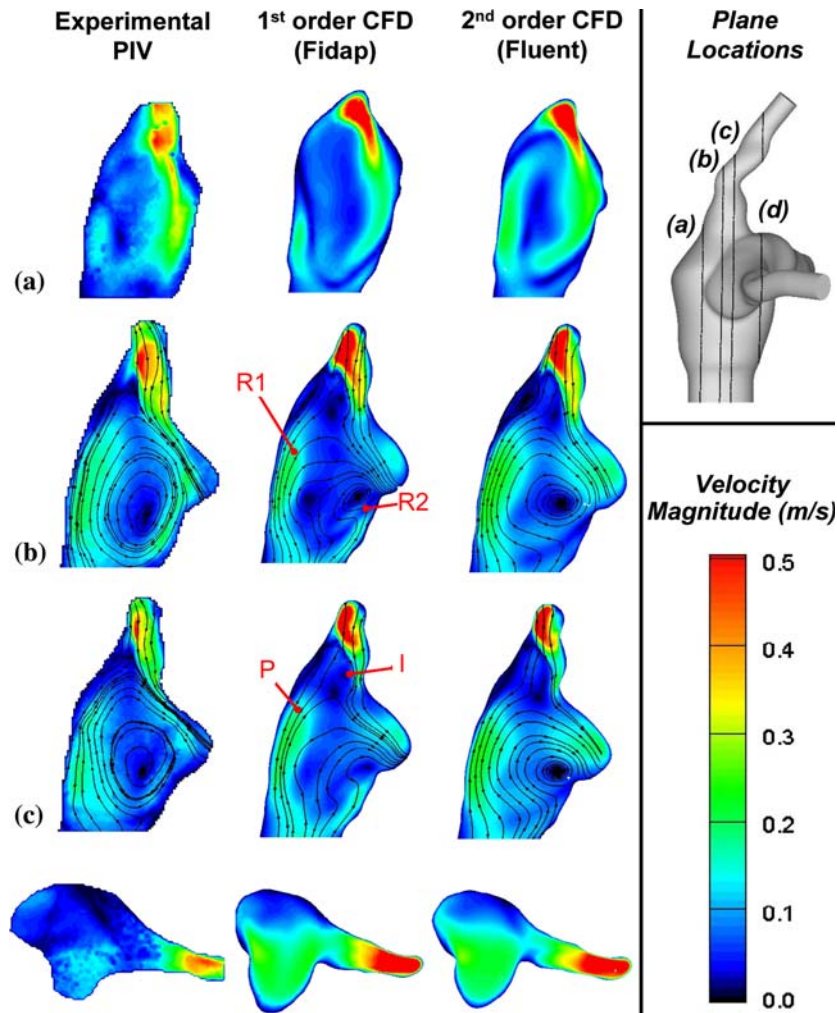 Experimental PIV
1st order CFD (Fidap)
2nd order CFD (Fluent)
Plane Locations
(c)
(b)
(a)
(d)
(a)
R1
R2
(b)
P
I
(c)
Velocity Magnitude (m/s)
0.5
0.4
0.3
0.2
0.1
0.0